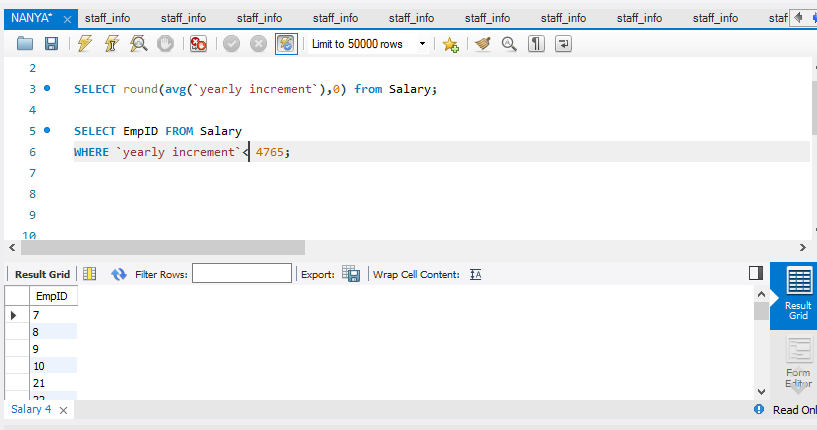 NANYA* × staff_info staff_info staff_info staff_info staff_info staff_info staff_info staff_info staff_info staf
Limit to 50000 rows
2
3 SELECT round(avg(`yearly increment`),0) from Salary;
4
5 SELECT EmpID FROM Salary
6 WHERE `yearly increment`< 4765;
7
8
9
10
Result Grid Filter Rows: Export: Wrap Cell Content: ĪA
EmpID
7
8
9
10
21
22
Result
Grid
Form
Editor
Salary 4 ×
Read Onl